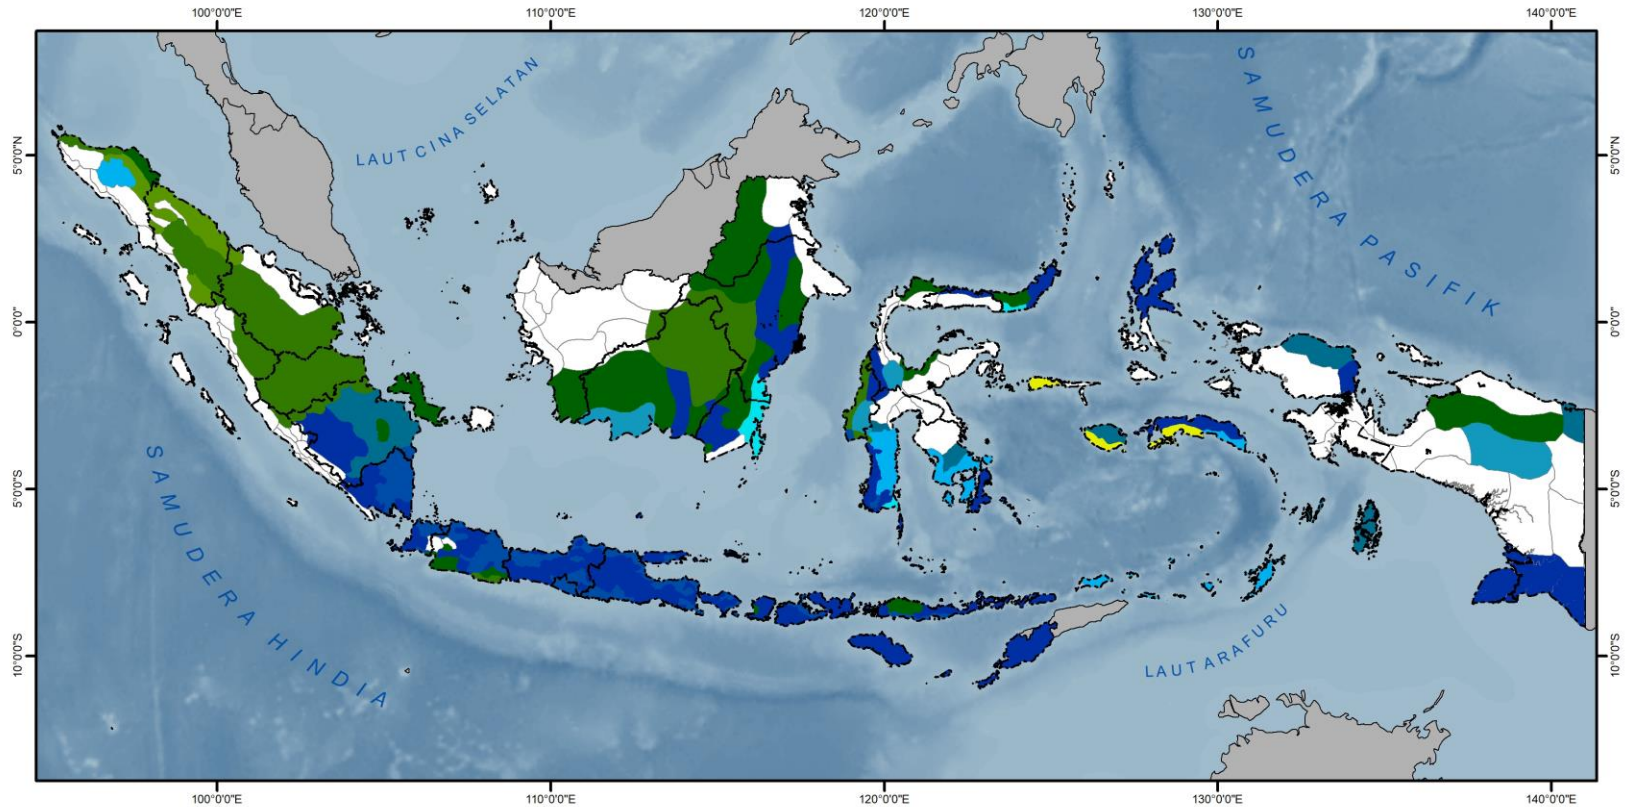 100°0'0"E
110°0'0"E
120°0'0"E
130°0'0"E
140°0'0"E
5°0'0"N
5°0'0"N
LAUT CINA SELATAN
SAMUDERA PASIFIK
0°0'0"
0°0'0"
5°0'0"S
5°0'0"S
SAMUDERA HINDIA
10°0'0"S
10°0'0"S
LAUT ARAFURU
100°0'0"E
110°0'0"E
120°0'0"E
130°0'0"E
140°0'0"E